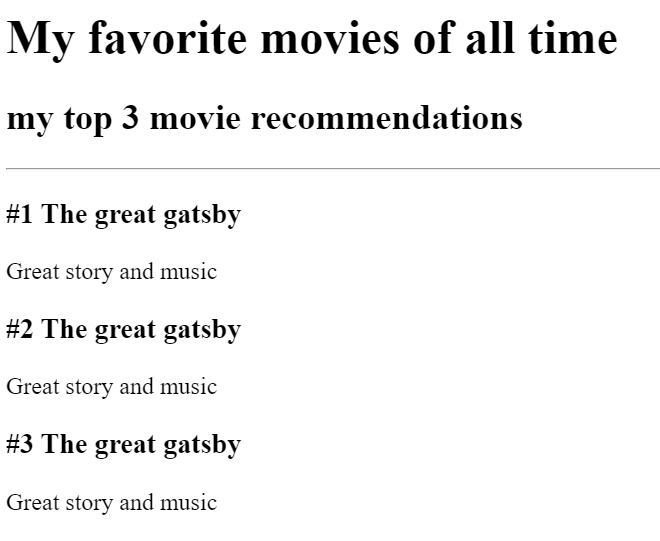 My favorite movies of all time
my top 3 movie recommendations
#1 The great gatsby
Great story and music
#2 The great gatsby
Great story and music
#3 The great gatsby
Great story and music